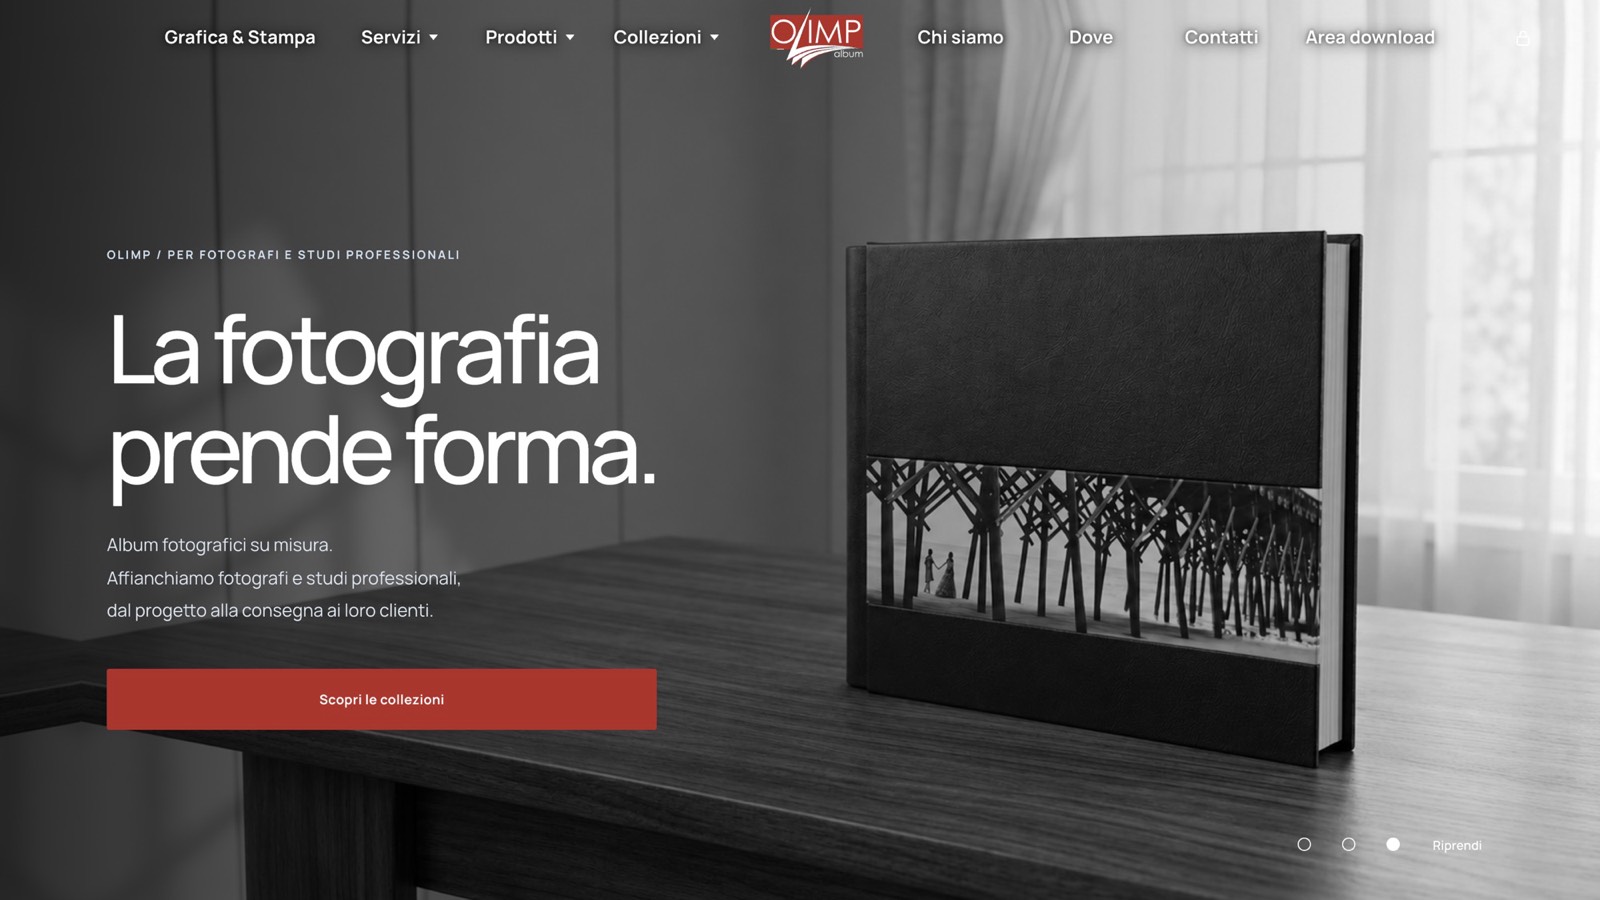 Grafica & Stampa
Servizi
Prodotti
Collezioni
OLIMP
album
Chi siamo
Dove
Contatti
Area download
OLIMP / PER FOTOGRAFI E STUDI PROFESSIONALI
La fotografia
prende forma.
Album fotografici su misura.
Affianchiamo fotografi e studi professionali,
dal progetto alla consegna ai loro clienti.
Scopri le collezioni
Riprendi